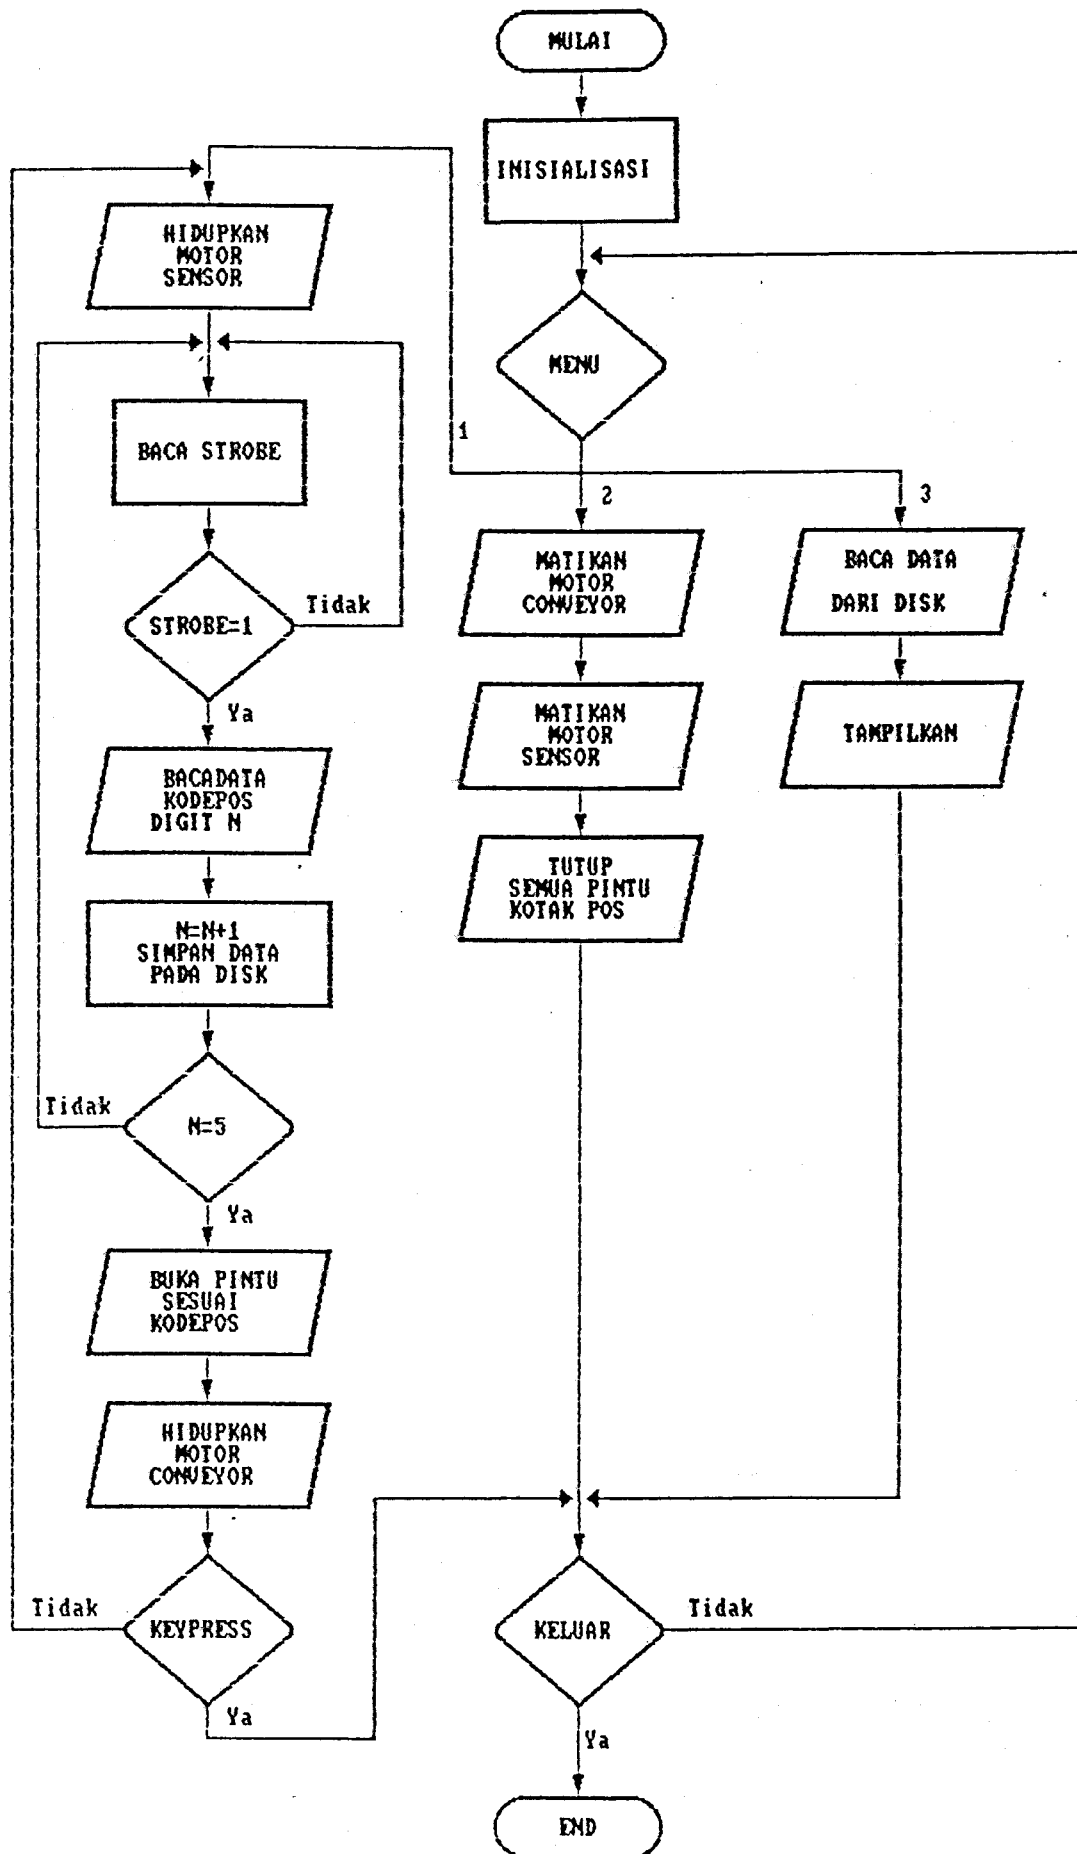 MULAI
INISIALISASI
HIDUPKAN
MOTOR
SENSOR
MENU
1
BACA STROBE
2
3
MATIKAN
MOTOR
CONVEYOR
BACA DATA
DARI DISK
STROBE=1
Tidak
Ya
MATIKAN
MOTOR
SENSOR
TAMPILKAN
BACADATA
KODEPOS
DIGIT N
TUTUP
SEMUA PINTU
KOTAK POS
N=N+1
SIMPAN DATA
PADA DISK
Tidak
N=5
Ya
BUKA PINTU
SESUAI
KODEPOS
HIDUPKAN
MOTOR
CONVEYOR
Tidak
KEYPRESS
Ya
KELUAR
Tidak
Ya
END